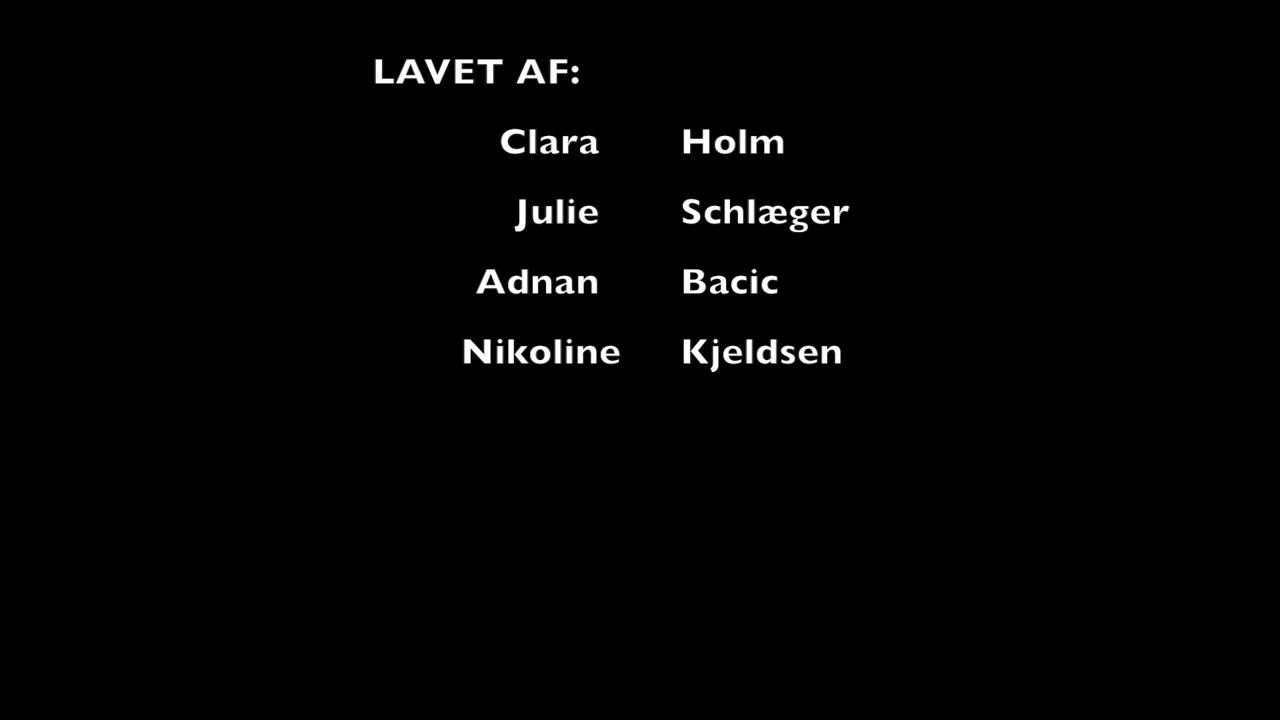 LAVET AF:
Clara Holm
Julie Schlæger
Adnan Bacic
Nikoline Kjeldsen